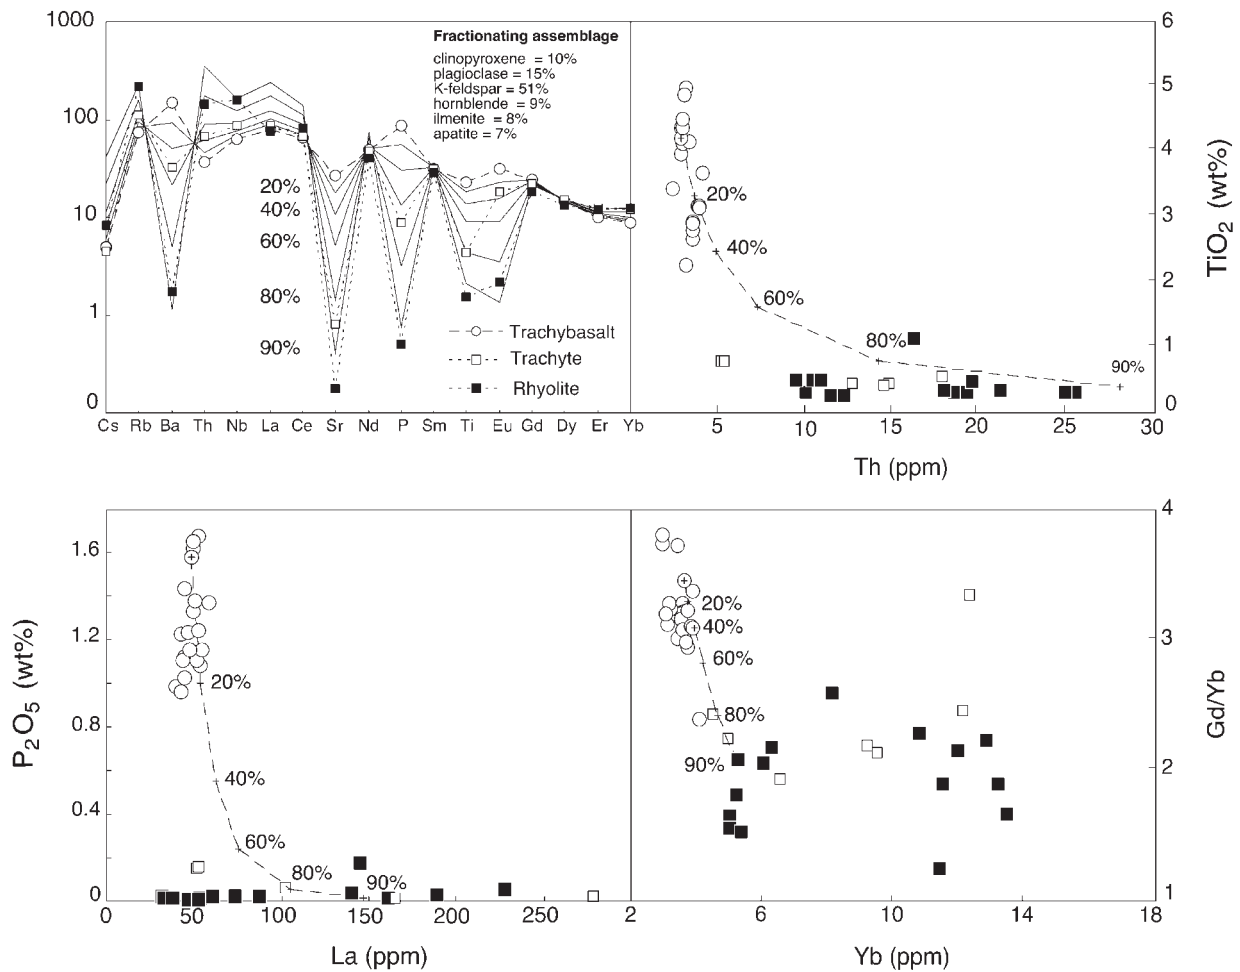 1000
100
10
1
0
Fractionating assemblage
clinopyroxene = 10%
plagioclase = 15%
K-feldspar = 51%
hornblende = 9%
ilmenite = 8%
apatite = 7%
20%
40%
60%
80%
90%
Trachybasalt
Trachyte
Rhyolite
Cs Rb Ba Th Nb La Ce Sr Nd P Sm Ti Eu Gd Dy Er Yb
6
5
4
3
2
1
0
TiO2 (wt%)
20%
40%
60%
80%
90%
5 10 15 20 25 30
Th (ppm)
1.6
1.2
0.8
0.4
0
P2O5 (wt%)
20%
40%
60%
80%
90%
0 50 100 150 200 250
La (ppm)
4
3
2
1
Gd/Yb
20%
40%
60%
80%
90%
2 6 10 14 18
Yb (ppm)